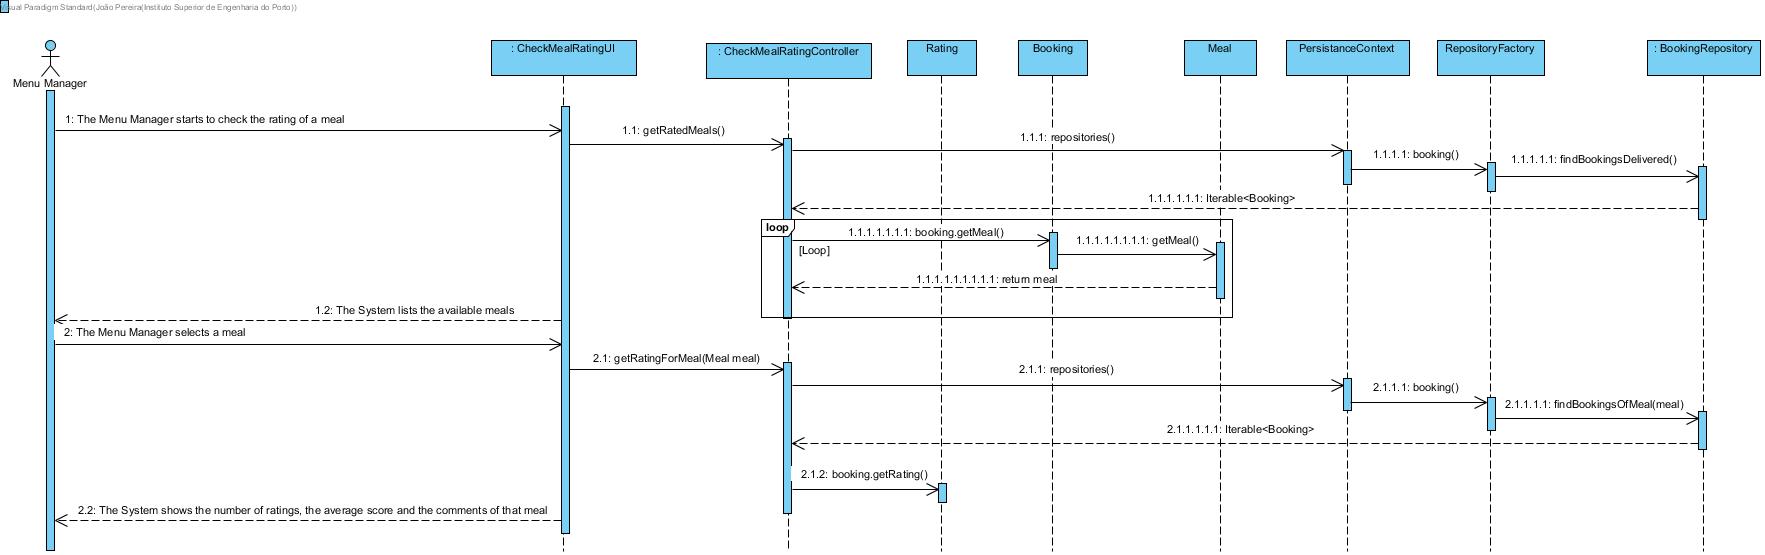 Visual Paradigm Standard(João Pereira(Instituto Superior de Engenharia do Porto))
Menu Manager
: CheckMealRatingUI
: CheckMealRatingController
Rating
Booking
Meal
PersistanceContext
RepositoryFactory
: BookingRepository
1: The Menu Manager starts to check the rating of a meal
1.1: getRatedMeals()
1.1.1: repositories()
1.1.1.1: booking()
1.1.1.1.1: findBookingsDelivered()
1.1.1.1.1.1: Iterable<Booking>
loop
[Loop]
1.1.1.1.1.1.1: booking.getMeal()
1.1.1.1.1.1.1.1: getMeal()
1.1.1.1.1.1.1.1.1: return meal
1.2: The System lists the available meals
2: The Menu Manager selects a meal
2.1: getRatingForMeal(Meal meal)
2.1.1: repositories()
2.1.1.1: booking()
2.1.1.1.1: findBookingsOfMeal(meal)
2.1.1.1.1.1: Iterable<Booking>
2.1.2: booking.getRating()
2.2: The System shows the number of ratings, the average score and the comments of that meal